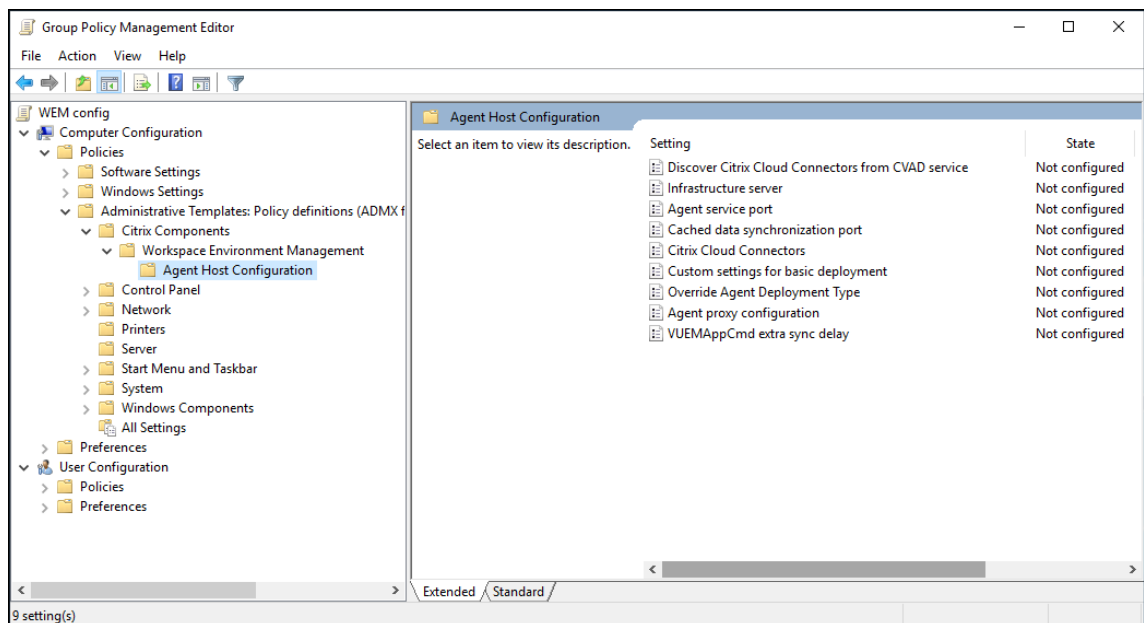 Group Policy Management Editor
File Action View Help
WEM config
Computer Configuration
Policies
Software Settings
Windows Settings
Administrative Templates: Policy definitions (ADMX f
Citrix Components
Workspace Environment Management
Agent Host Configuration
Control Panel
Network
Printers
Server
Start Menu and Taskbar
System
Windows Components
All Settings
Preferences
User Configuration
Policies
Preferences
Agent Host Configuration
Select an item to view its description.
Setting State
Discover Citrix Cloud Connectors from CVAD service Not configured
Infrastructure server Not configured
Agent service port Not configured
Cached data synchronization port Not configured
Citrix Cloud Connectors Not configured
Custom settings for basic deployment Not configured
Override Agent Deployment Type Not configured
Agent proxy configuration Not configured
VUEMAppCmd extra sync delay Not configured
Extended Standard
9 setting(s)